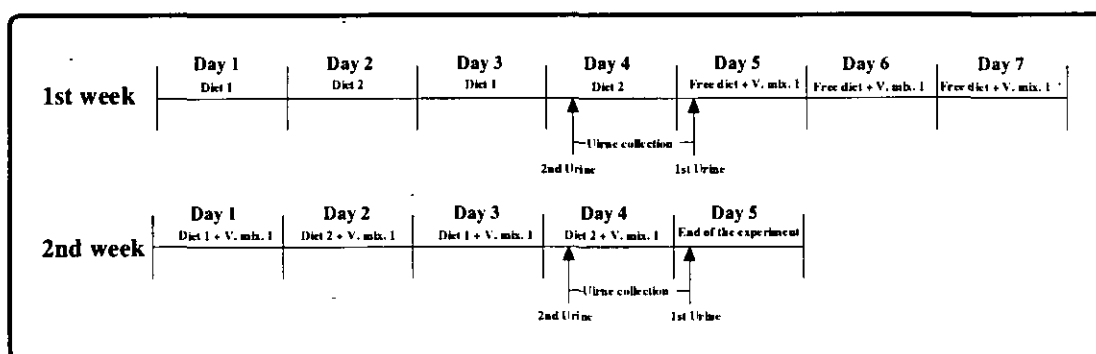 Day 1 Day 2 Day 3 Day 4 Day 5 Day 6 Day 7
1st week Diet 1 Diet 2 Diet 1 Diet 2 Free diet + V. mix. 1 Free diet + V. mix. 1 Free diet + V. mix. 1
Uirne collection
2nd Urine 1st Urine
Day 1 Day 2 Day 3 Day 4 Day 5
2nd week Diet 1 + V. mix. 1 Diet 2 + V. mix. 1 Diet 1 + V. mix. 1 Diet 2 + V. mix. 1 End of the experiment
Uirne collection
2nd Urine 1st Urine